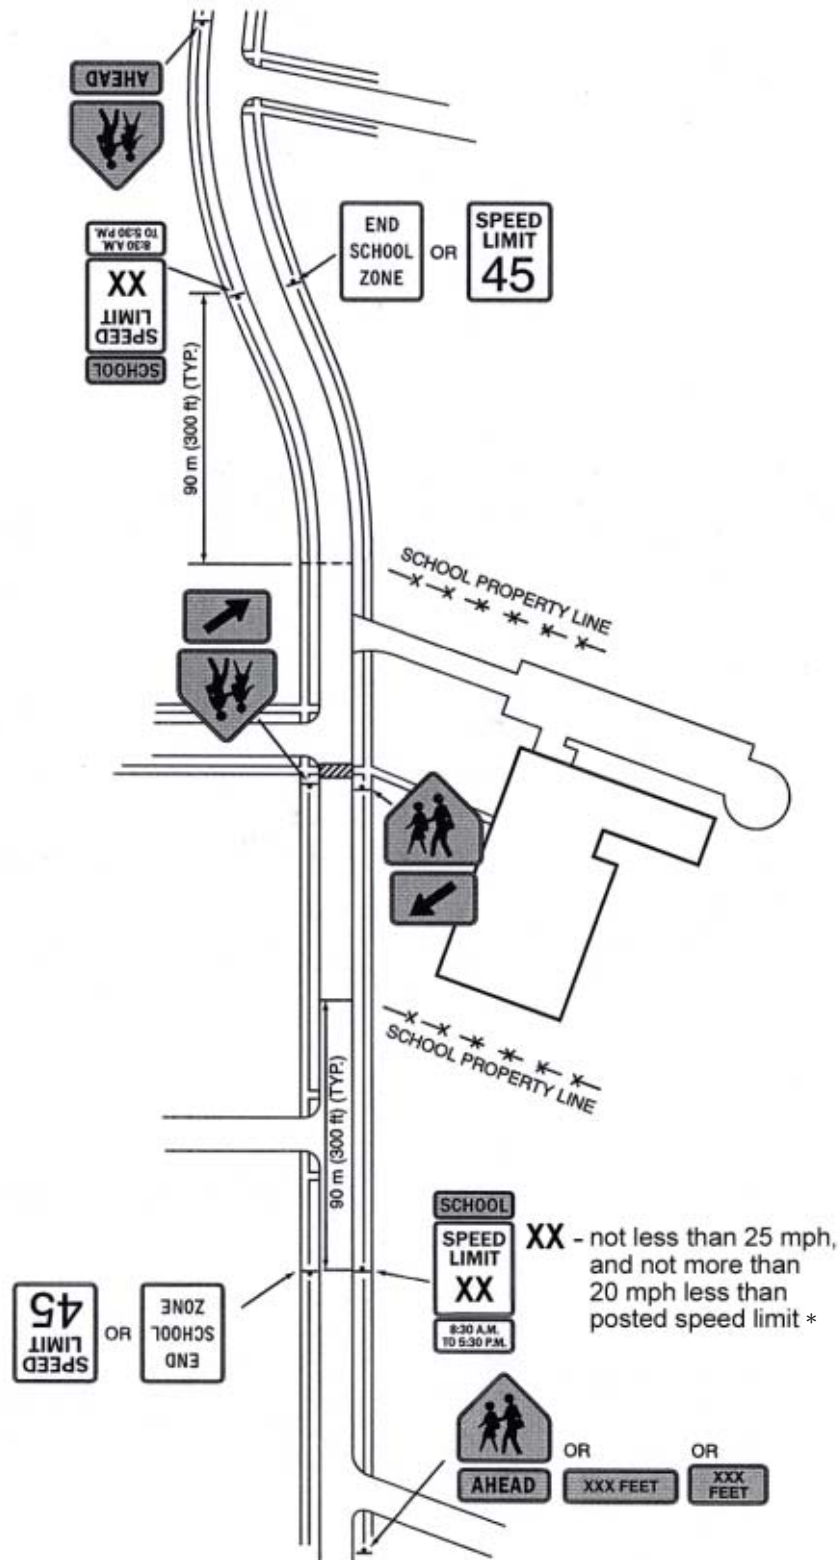 AHEAD
8:30 A.M.
TO 5:30 P.M.
XX
SPEED
LIMIT
SCHOOL
END
SCHOOL
ZONE
OR
SPEED
LIMIT
45
90 m (300 ft) (TYP.)
SCHOOL PROPERTY LINE
SCHOOL PROPERTY LINE
90 m (300 ft) (TYP.)
SCHOOL
SPEED
LIMIT
XX
8:30 A.M.
TO 5:30 P.M.
XX - not less than 25 mph,
and not more than
20 mph less than
posted speed limit *
SPEED
LIMIT
45
OR
END
SCHOOL
ZONE
AHEAD
OR
XXX FEET
OR
XXX
FEET